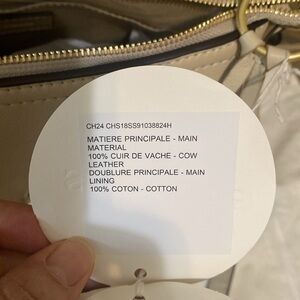 CH24 CHS18SS91038824H
MATIERE PRINCIPALE - MAIN
MATERIAL
100% CUIR DE VACHE - COW
LEATHER
DOUBLURE PRINCIPALE - MAIN
LINING
100% COTON - COTTON